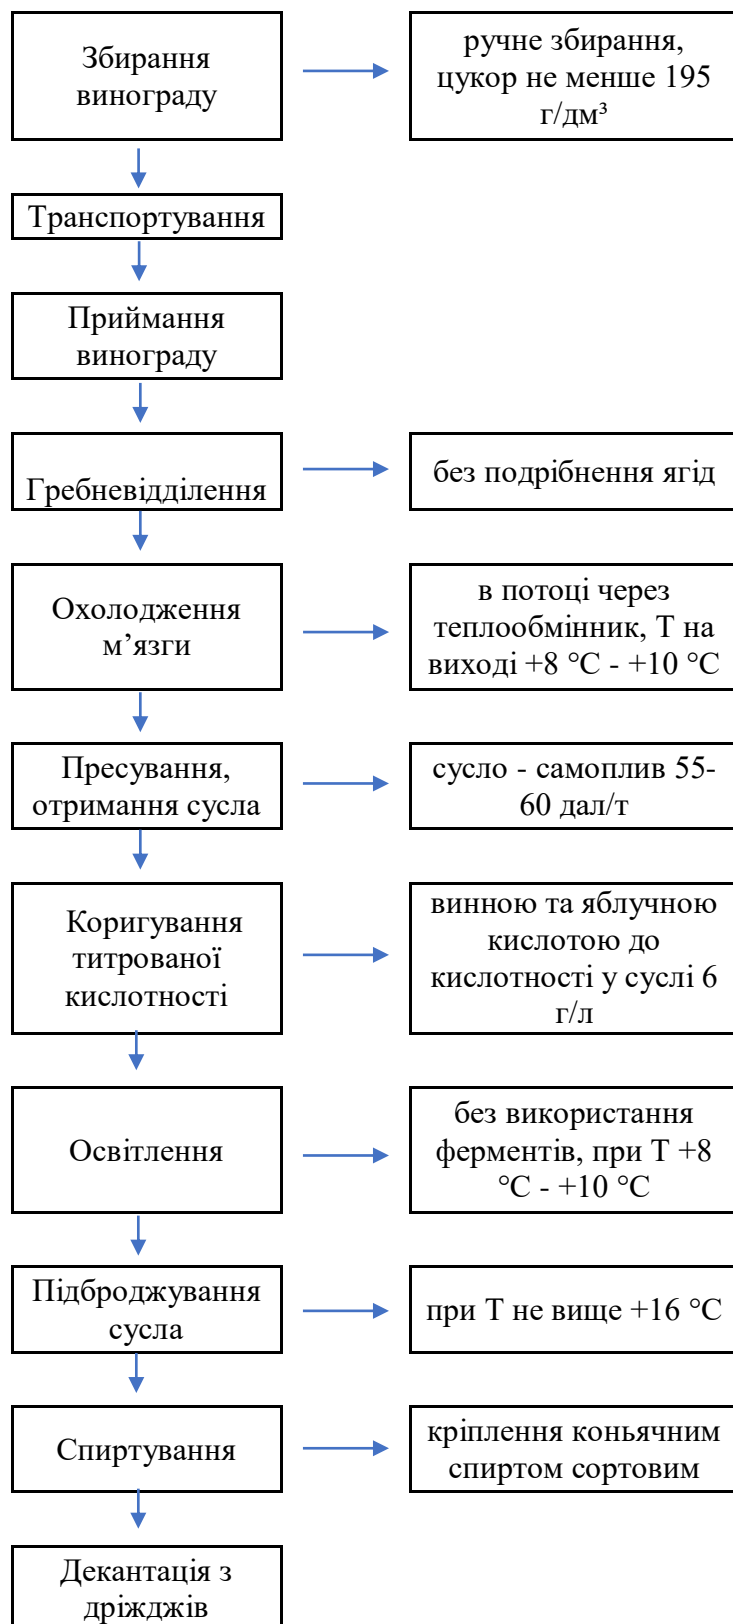 Збирання
винограду
ручне збирання,
цукор не менше 195
г/дм³
Транспортування
Приймання
винограду
Гребневідділення
без подрібнення ягід
Охолодження
м’язги
в потоці через
теплообмінник, Т на
виході +8 °С - +10 °С
Пресування,
отримання сусла
сусло - самоплив 55-
60 дал/т
Коригування
титрованої
кислотності
винною та яблучною
кислотою до
кислотності у суслі 6
г/л
Освітлення
без використання
ферментів, при Т +8
°С - +10 °С
Підброджування
сусла
при Т не вище +16 °С
Спиртування
кріплення коньячним
спиртом сортовим
Декантація з
дріжджів